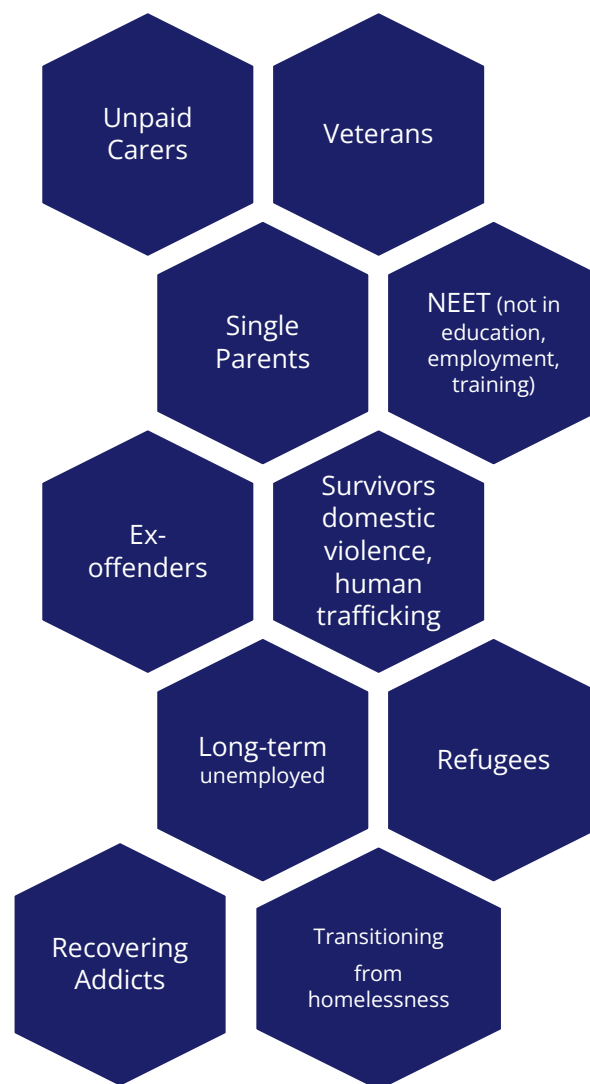 Unpaid
Carers
Veterans
Single
Parents
NEET (not in
education,
employment,
training)
Ex-
offenders
Survivors
domestic
violence,
human
trafficking
Long-term
unemployed
Refugees
Recovering
Addicts
Transitioning
from
homelessness